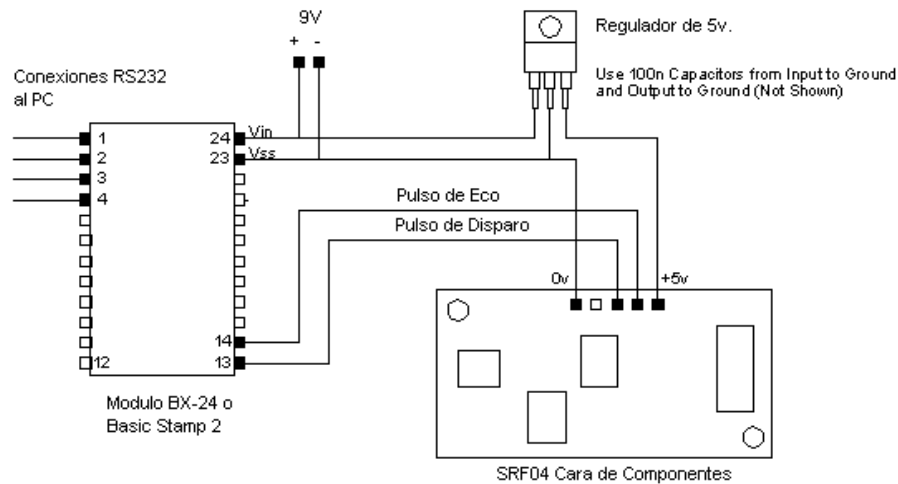 9V
+ -
Regulador de 5v.
Use 100n Capacitors from Input to Ground
and Output to Ground (Not Shown)
Conexiones RS232
al PC
1
2
3
4
12
24
23
14
13
Vin
Vss
Pulso de Eco
Pulso de Disparo
0v
+5v
Modulo BX-24 o
Basic Stamp 2
SRF04 Cara de Componentes